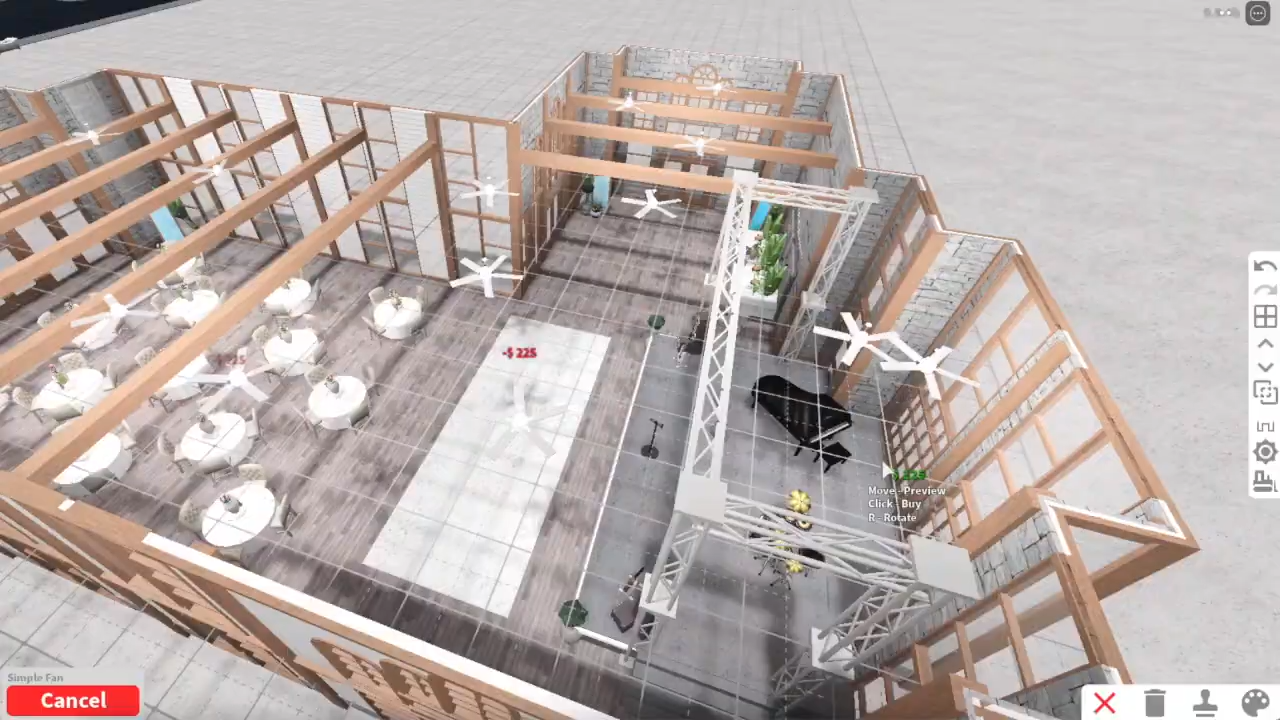 -$ 225
Move - Preview
Click - Buy
R - Rotate
Simple Fan
Cancel